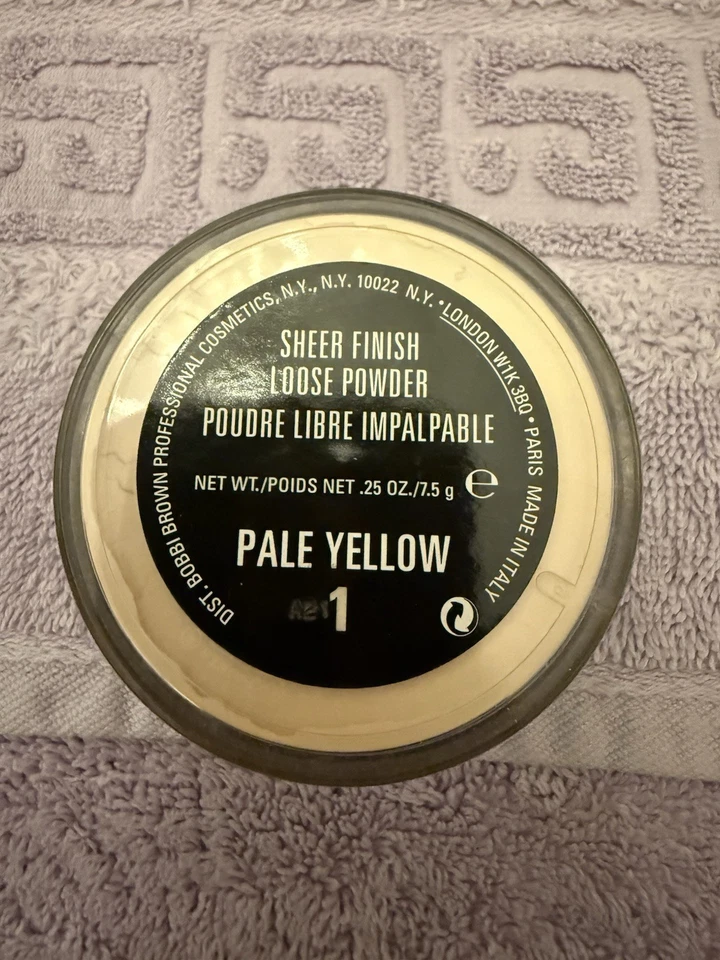 DIST. BOBBI BROWN PROFESSIONAL COSMETICS, N.Y., N.Y. 10022 N.Y. • LONDON W1K 3BQ • PARIS MADE IN ITALY
SHEER FINISH
LOOSE POWDER
POUDRE LIBRE IMPALPABLE
NET WT./POIDS NET .25 OZ./7.5 g e
PALE YELLOW
1